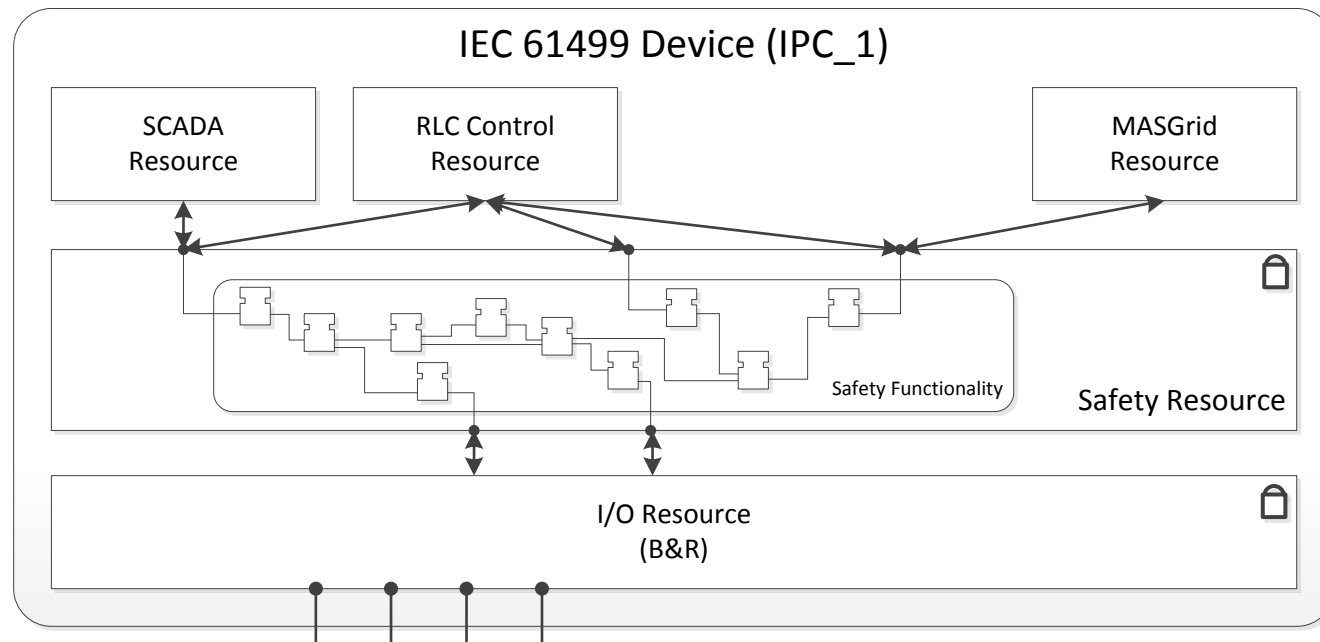 IEC 61499 Device (IPC_1)
SCADA
Resource
RLC Control
Resource
MASGrid
Resource
Safety Functionality
Safety Resource
I/O Resource
(B&R)